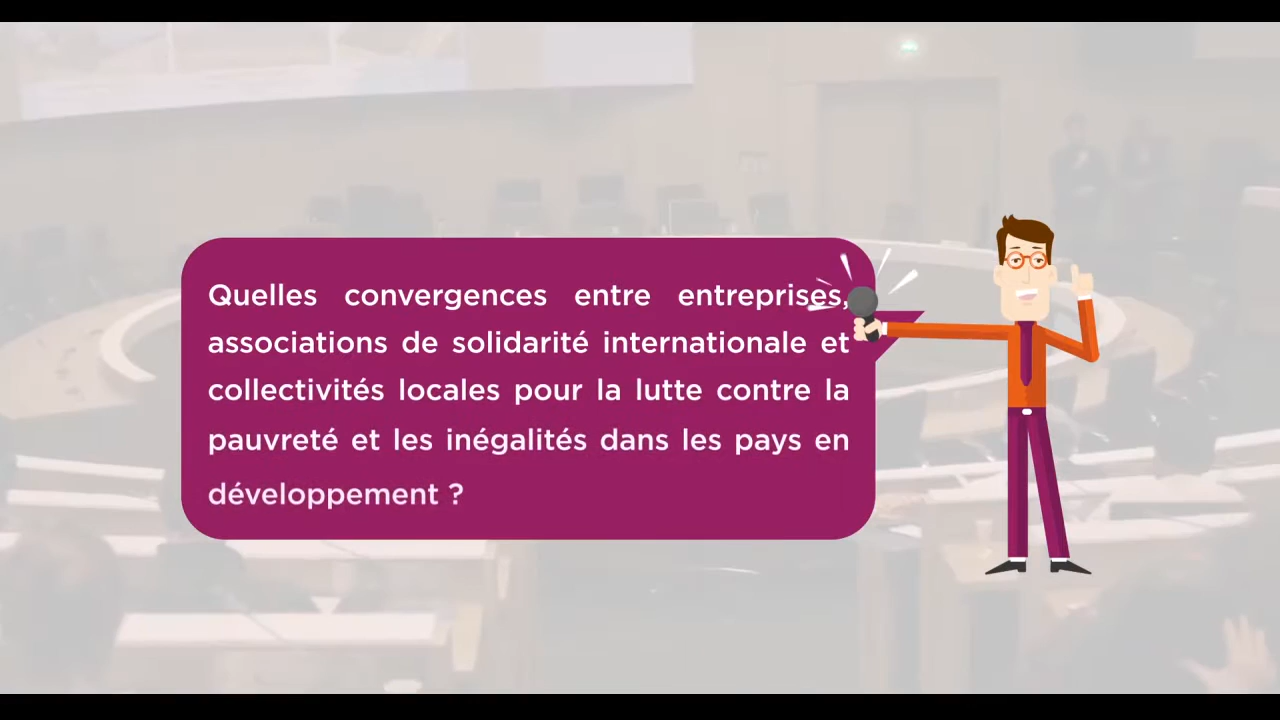 Quelles convergences entre entreprises,
associations de solidarité internationale et
collectivités locales pour la lutte contre la
pauvreté et les inégalités dans les pays en
développement ?